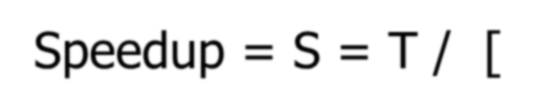 Speedup = S = T / [